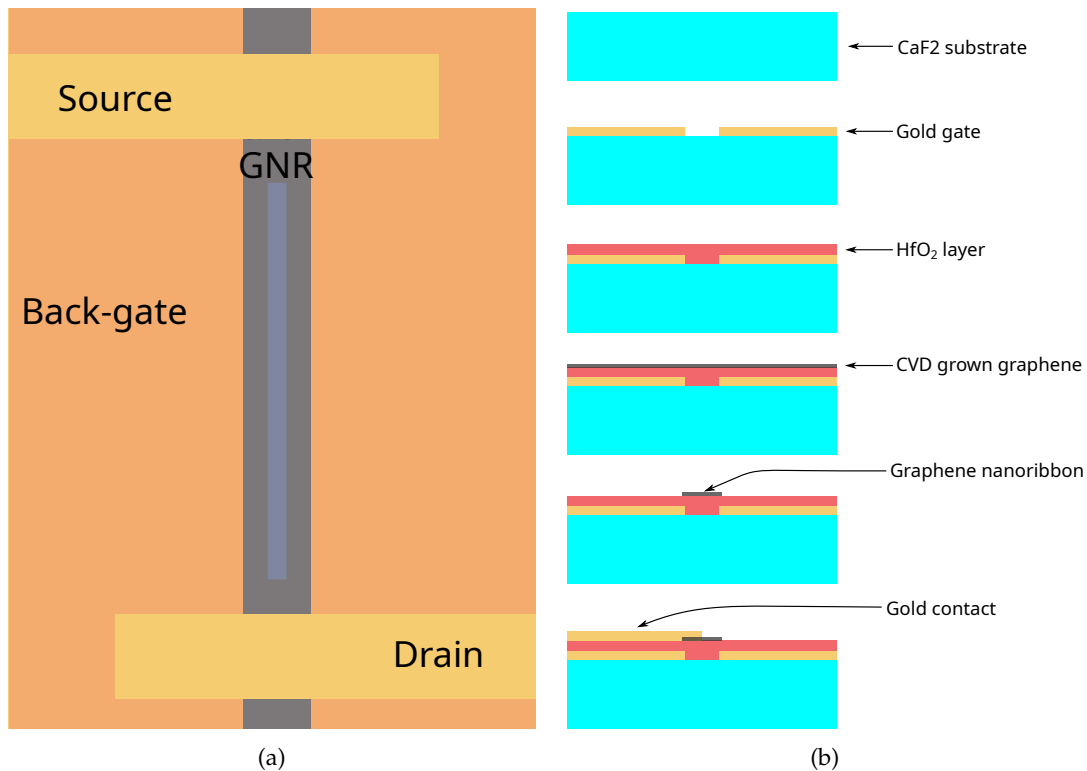 Source
GNR
Back-gate
Drain
(a)
CaF2 substrate
Gold gate
HfO₂ layer
CVD grown graphene
Graphene nanoribbon
Gold contact
(b)